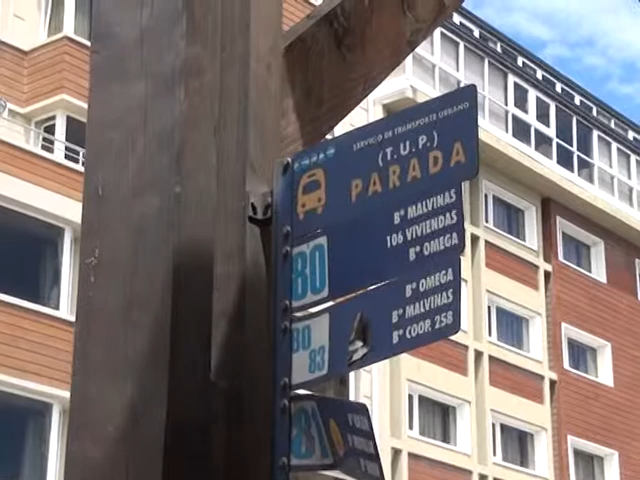 SERVICIO DE TRANSPORTE URBANO
(T.U.P.)
PARADA
80
Bº MALVINAS
106 VIVIENDAS
Bº OMEGA
80
83
Bº OMEGA
Bº MALVINAS
Bº COOP. 258
81